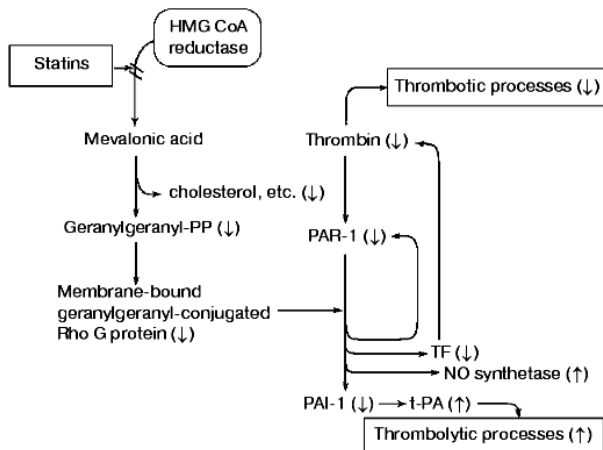 HMG CoA
reductase
Statins
Thrombotic processes (↓)
Mevalonic acid
Thrombin (↓)
cholesterol, etc. (↓)
Geranylgeranyl-PP (↓)
PAR-1 (↓)
Membrane-bound
geranylgeranyl-conjugated
Rho G protein (↓)
TF (↓)
NO synthetase (↑)
PAI-1 (↓) → t-PA (↑)
Thrombolytic processes (↑)